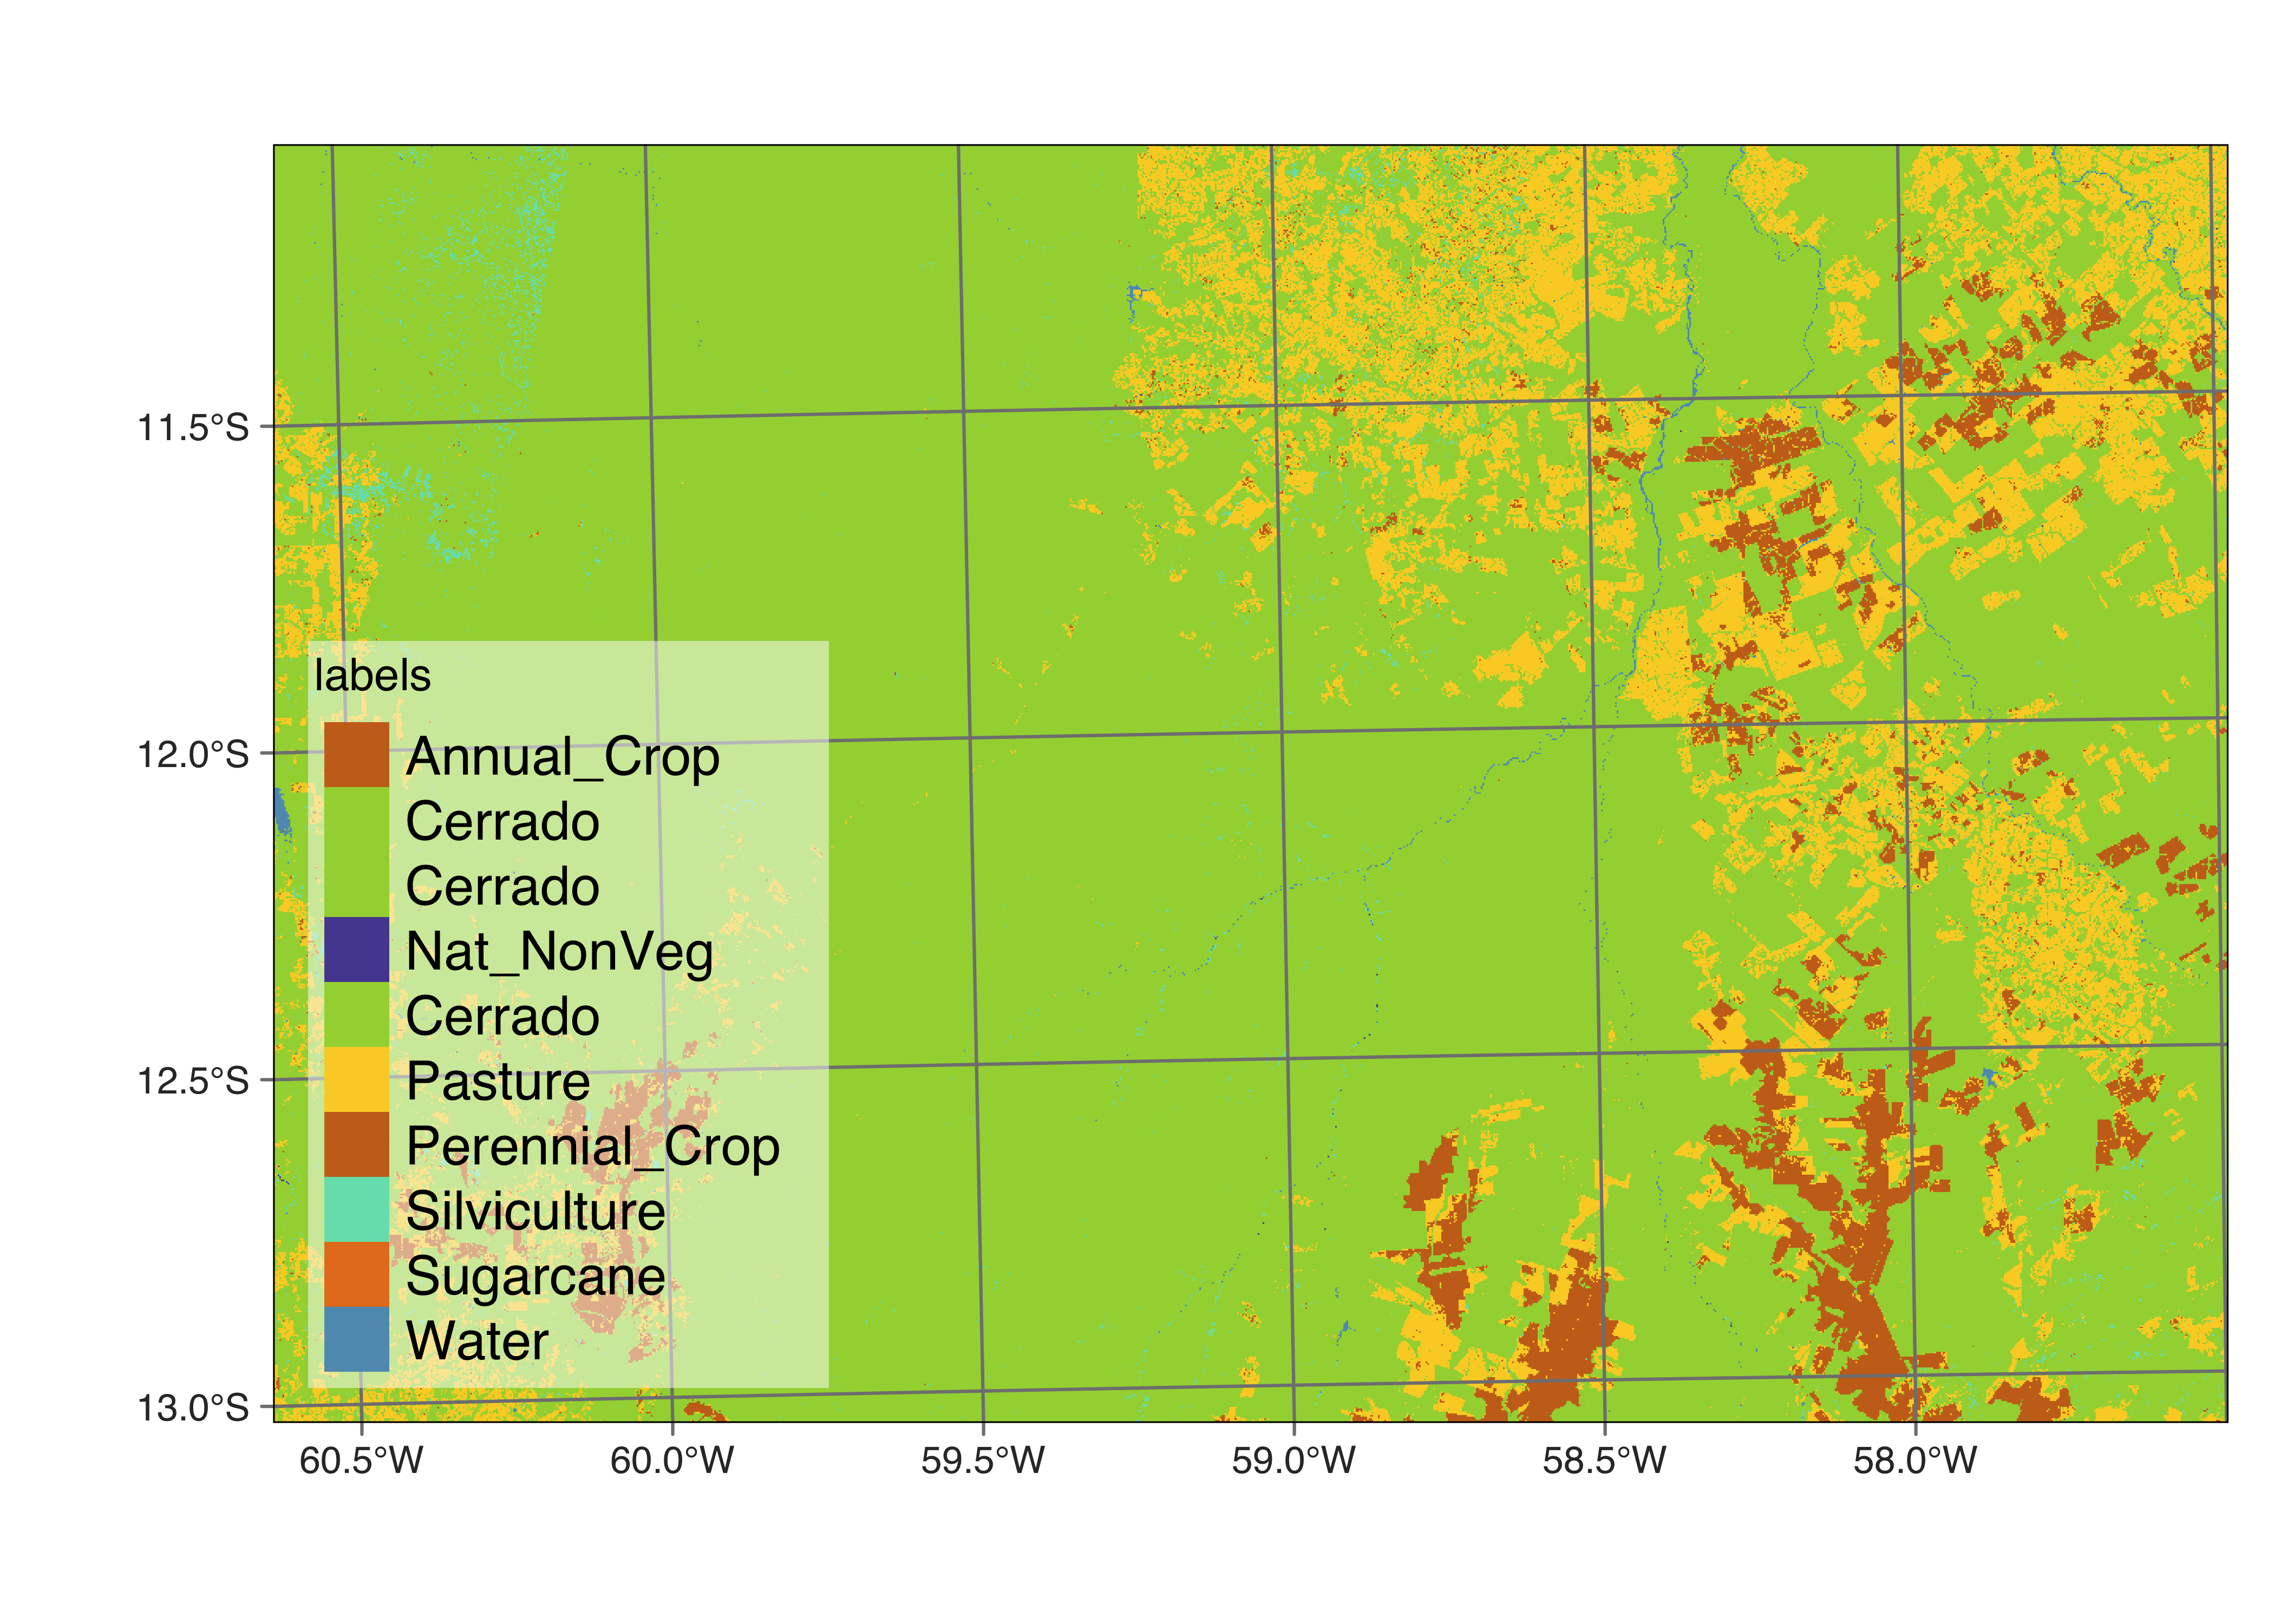 11.5°S
12.0°S
12.5°S
13.0°S
labels
Annual_Crop
Cerrado
Cerrado
Nat_NonVeg
Cerrado
Pasture
Perennial_Crop
Silviculture
Sugarcane
Water
60.5°W 60.0°W 59.5°W 59.0°W 58.5°W 58.0°W